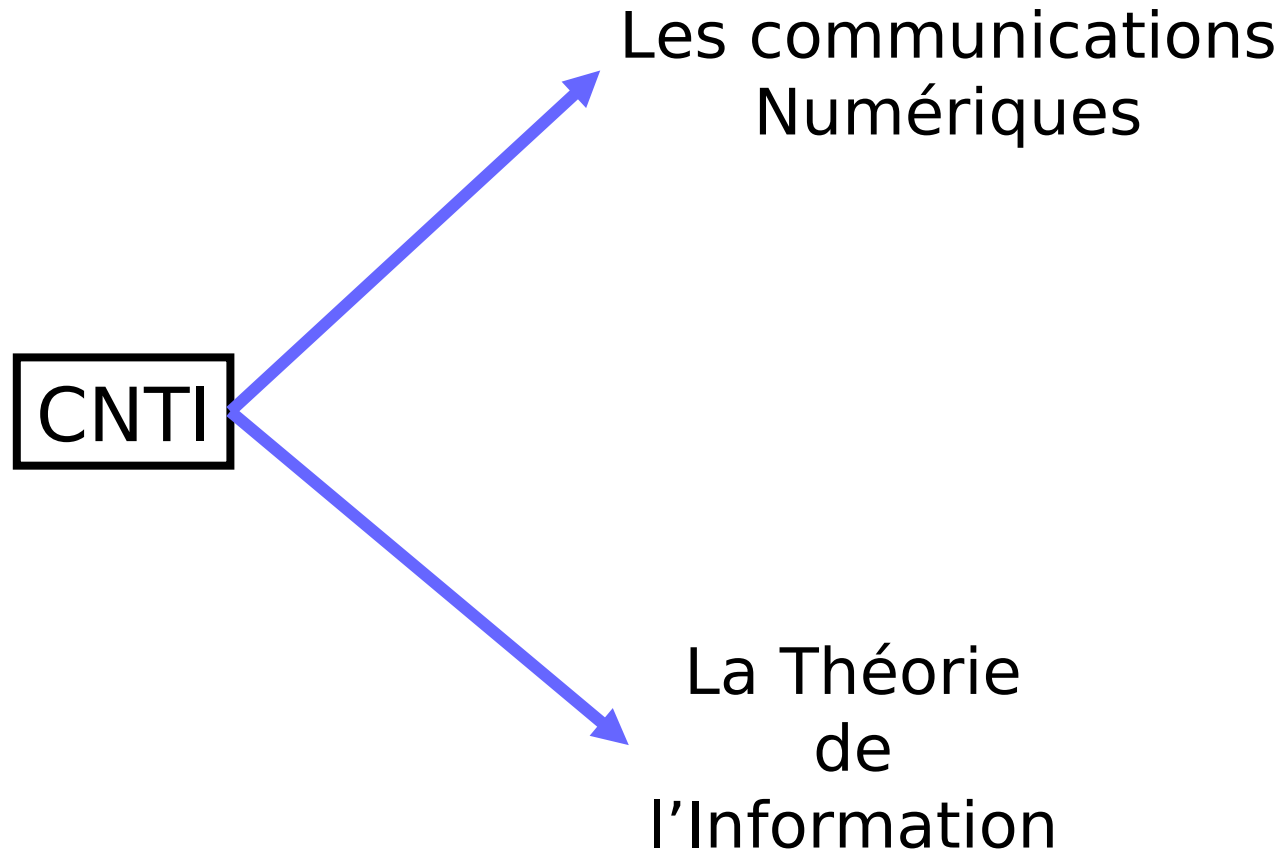 Les communications
Numériques
CNTI
La Théorie
de
l’Information